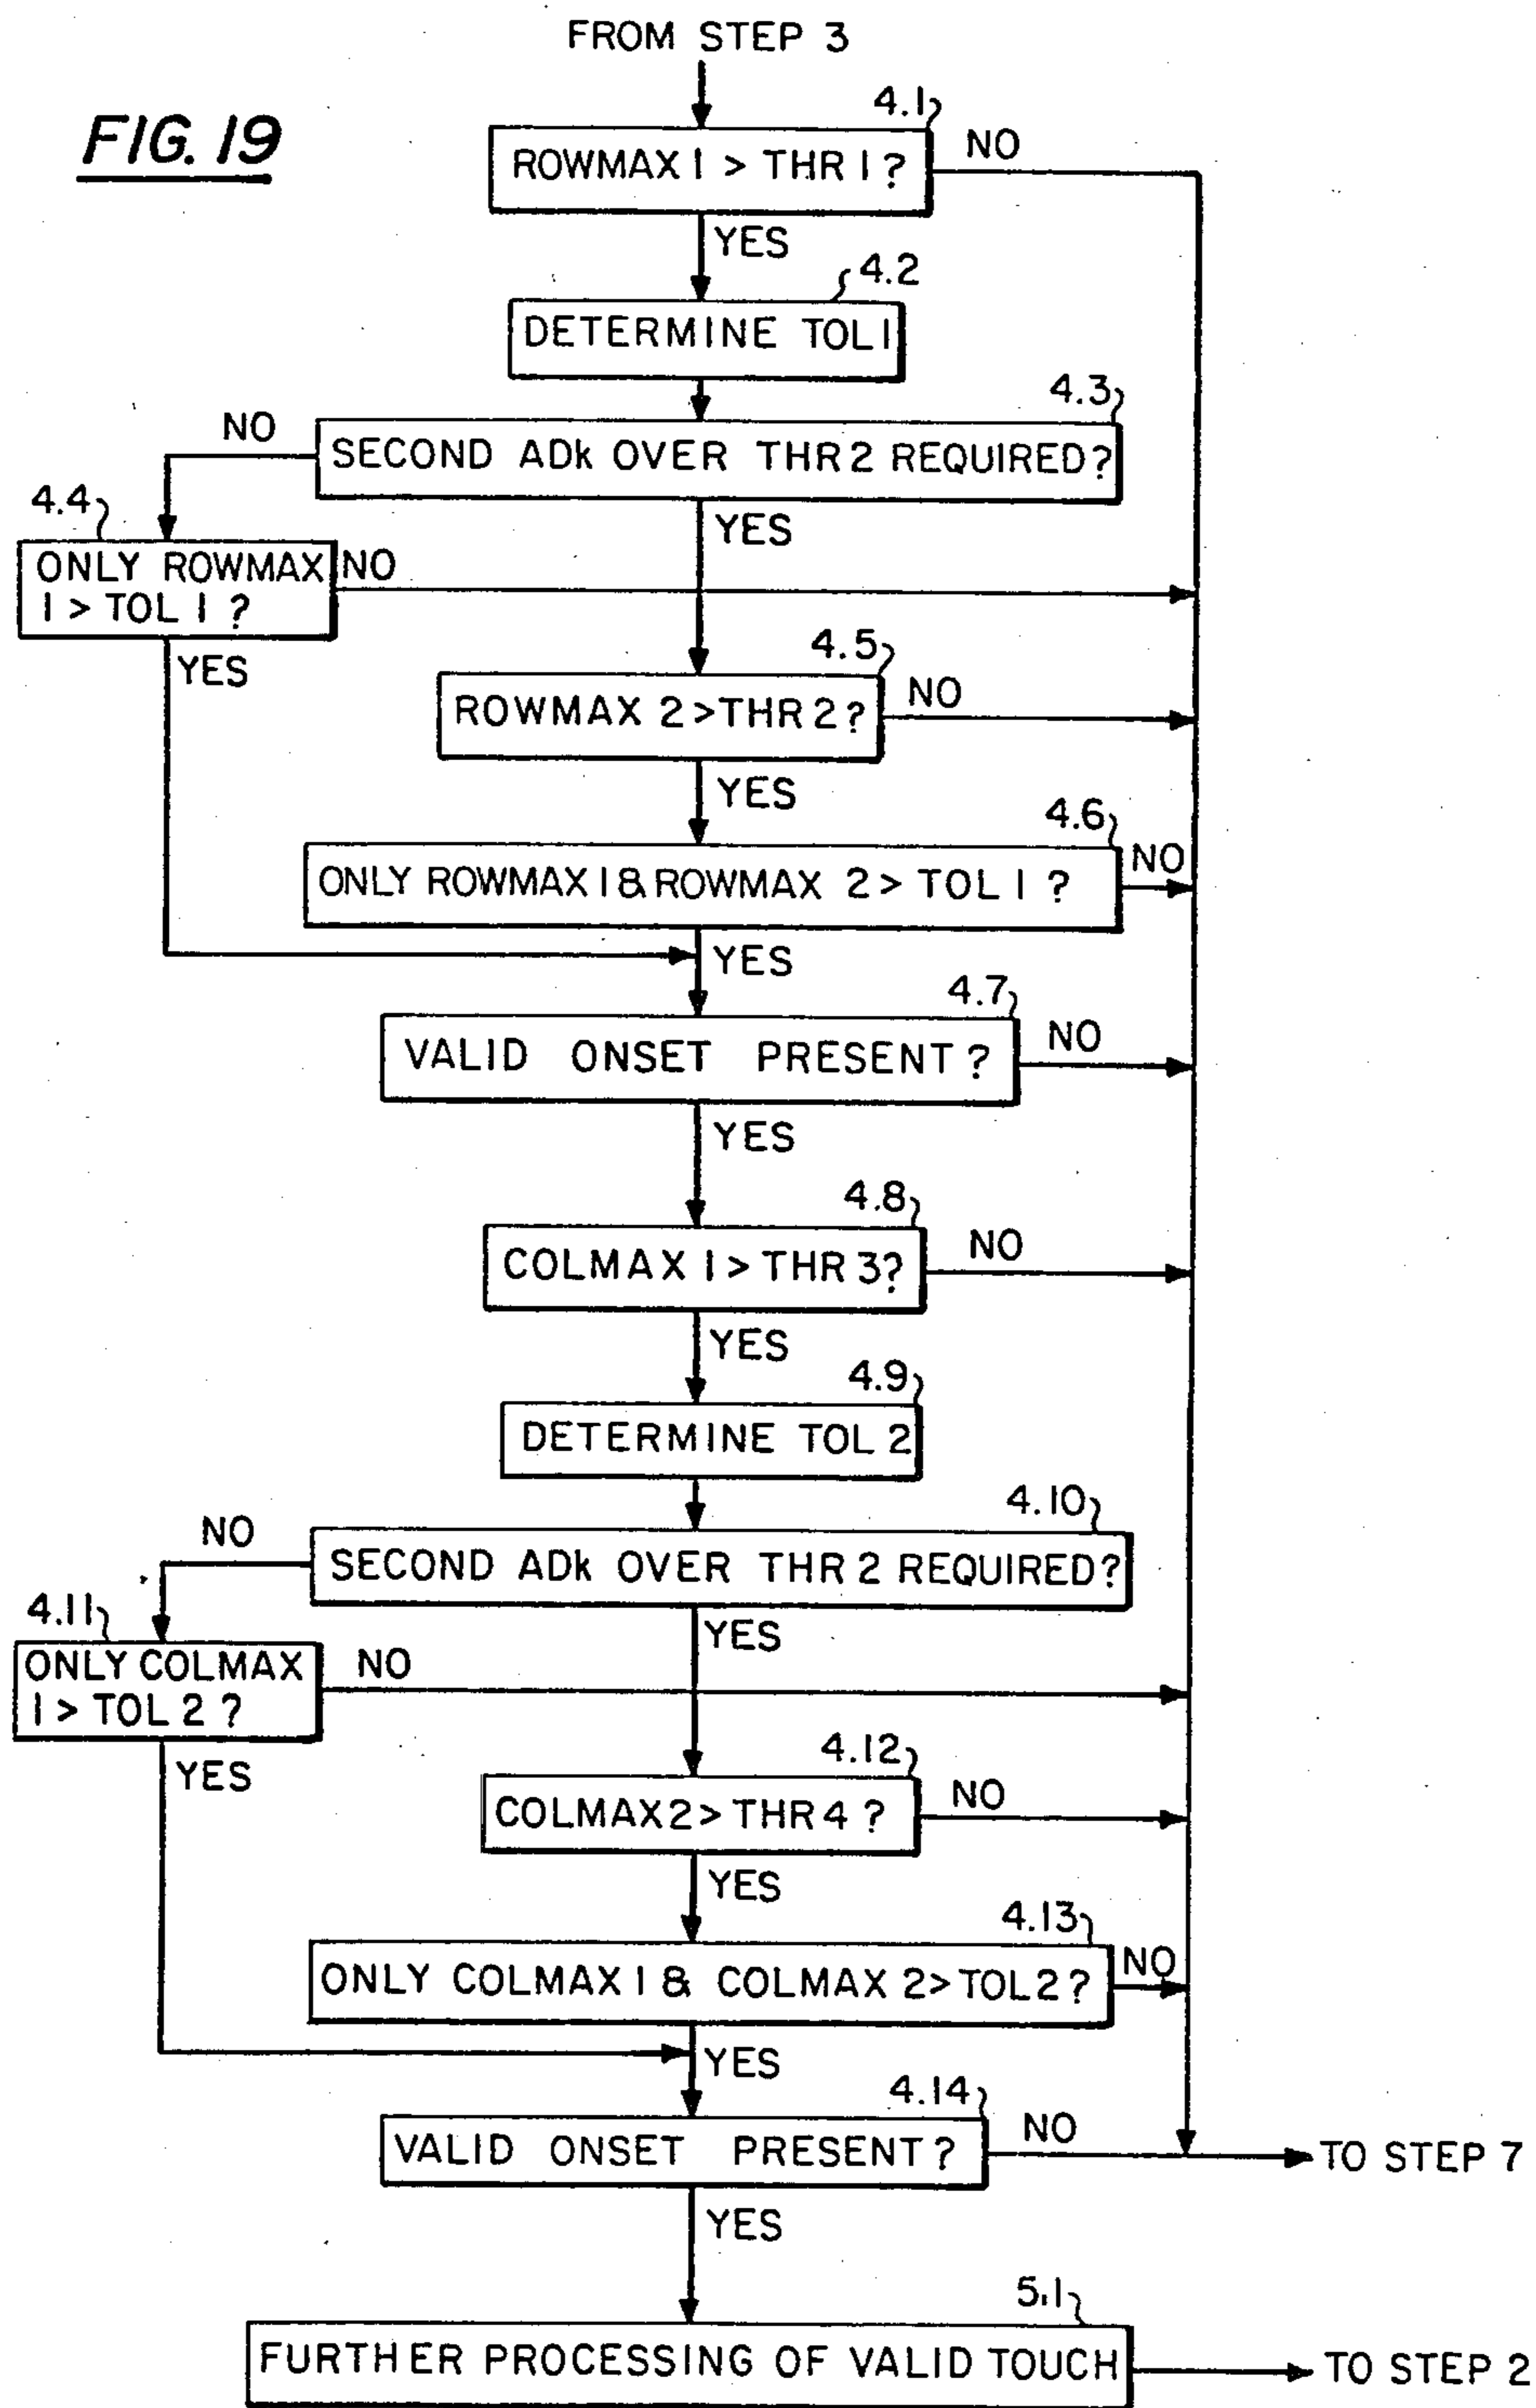 FROM STEP 3
FIG. 19
4.1
ROWMAX 1 > THR 1 ?
NO
YES
4.2
DETERMINE TOL 1
4.3
NO
SECOND ADk OVER THR 2 REQUIRED?
4.4
YES
ONLY ROWMAX
1 > TOL 1 ?
NO
4.5
YES
ROWMAX 2 > THR 2 ?
NO
YES
4.6
ONLY ROWMAX 1 & ROWMAX 2 > TOL 1 ?
NO
YES
4.7
VALID ONSET PRESENT ?
NO
YES
4.8
COLMAX 1 > THR 3?
NO
YES
4.9
DETERMINE TOL 2
4.10
NO
SECOND ADk OVER THR 2 REQUIRED?
4.11
YES
ONLY COLMAX
1 > TOL 2 ?
NO
4.12
YES
COLMAX 2 > THR 4 ?
NO
YES
4.13
ONLY COLMAX 1 & COLMAX 2 > TOL 2 ?
NO
YES
4.14
VALID ONSET PRESENT ?
NO
TO STEP 7
YES
5.1
FURTHER PROCESSING OF VALID TOUCH
TO STEP 2